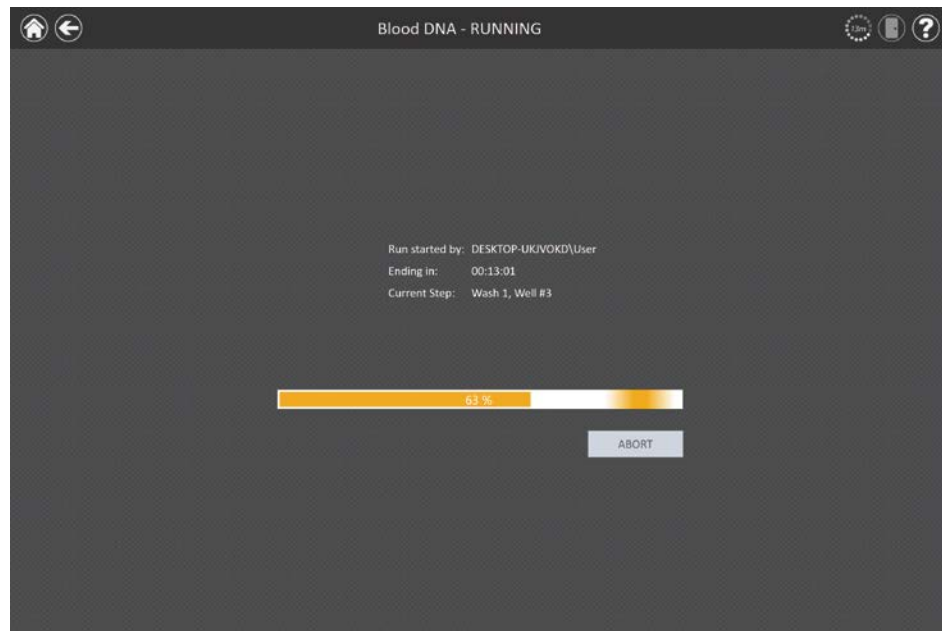 Blood DNA - RUNNING
13m
?
Run started by: DESKTOP-UKJVOKD\User
Ending in: 00:13:01
Current Step: Wash 1, Well #3
63 %
ABORT